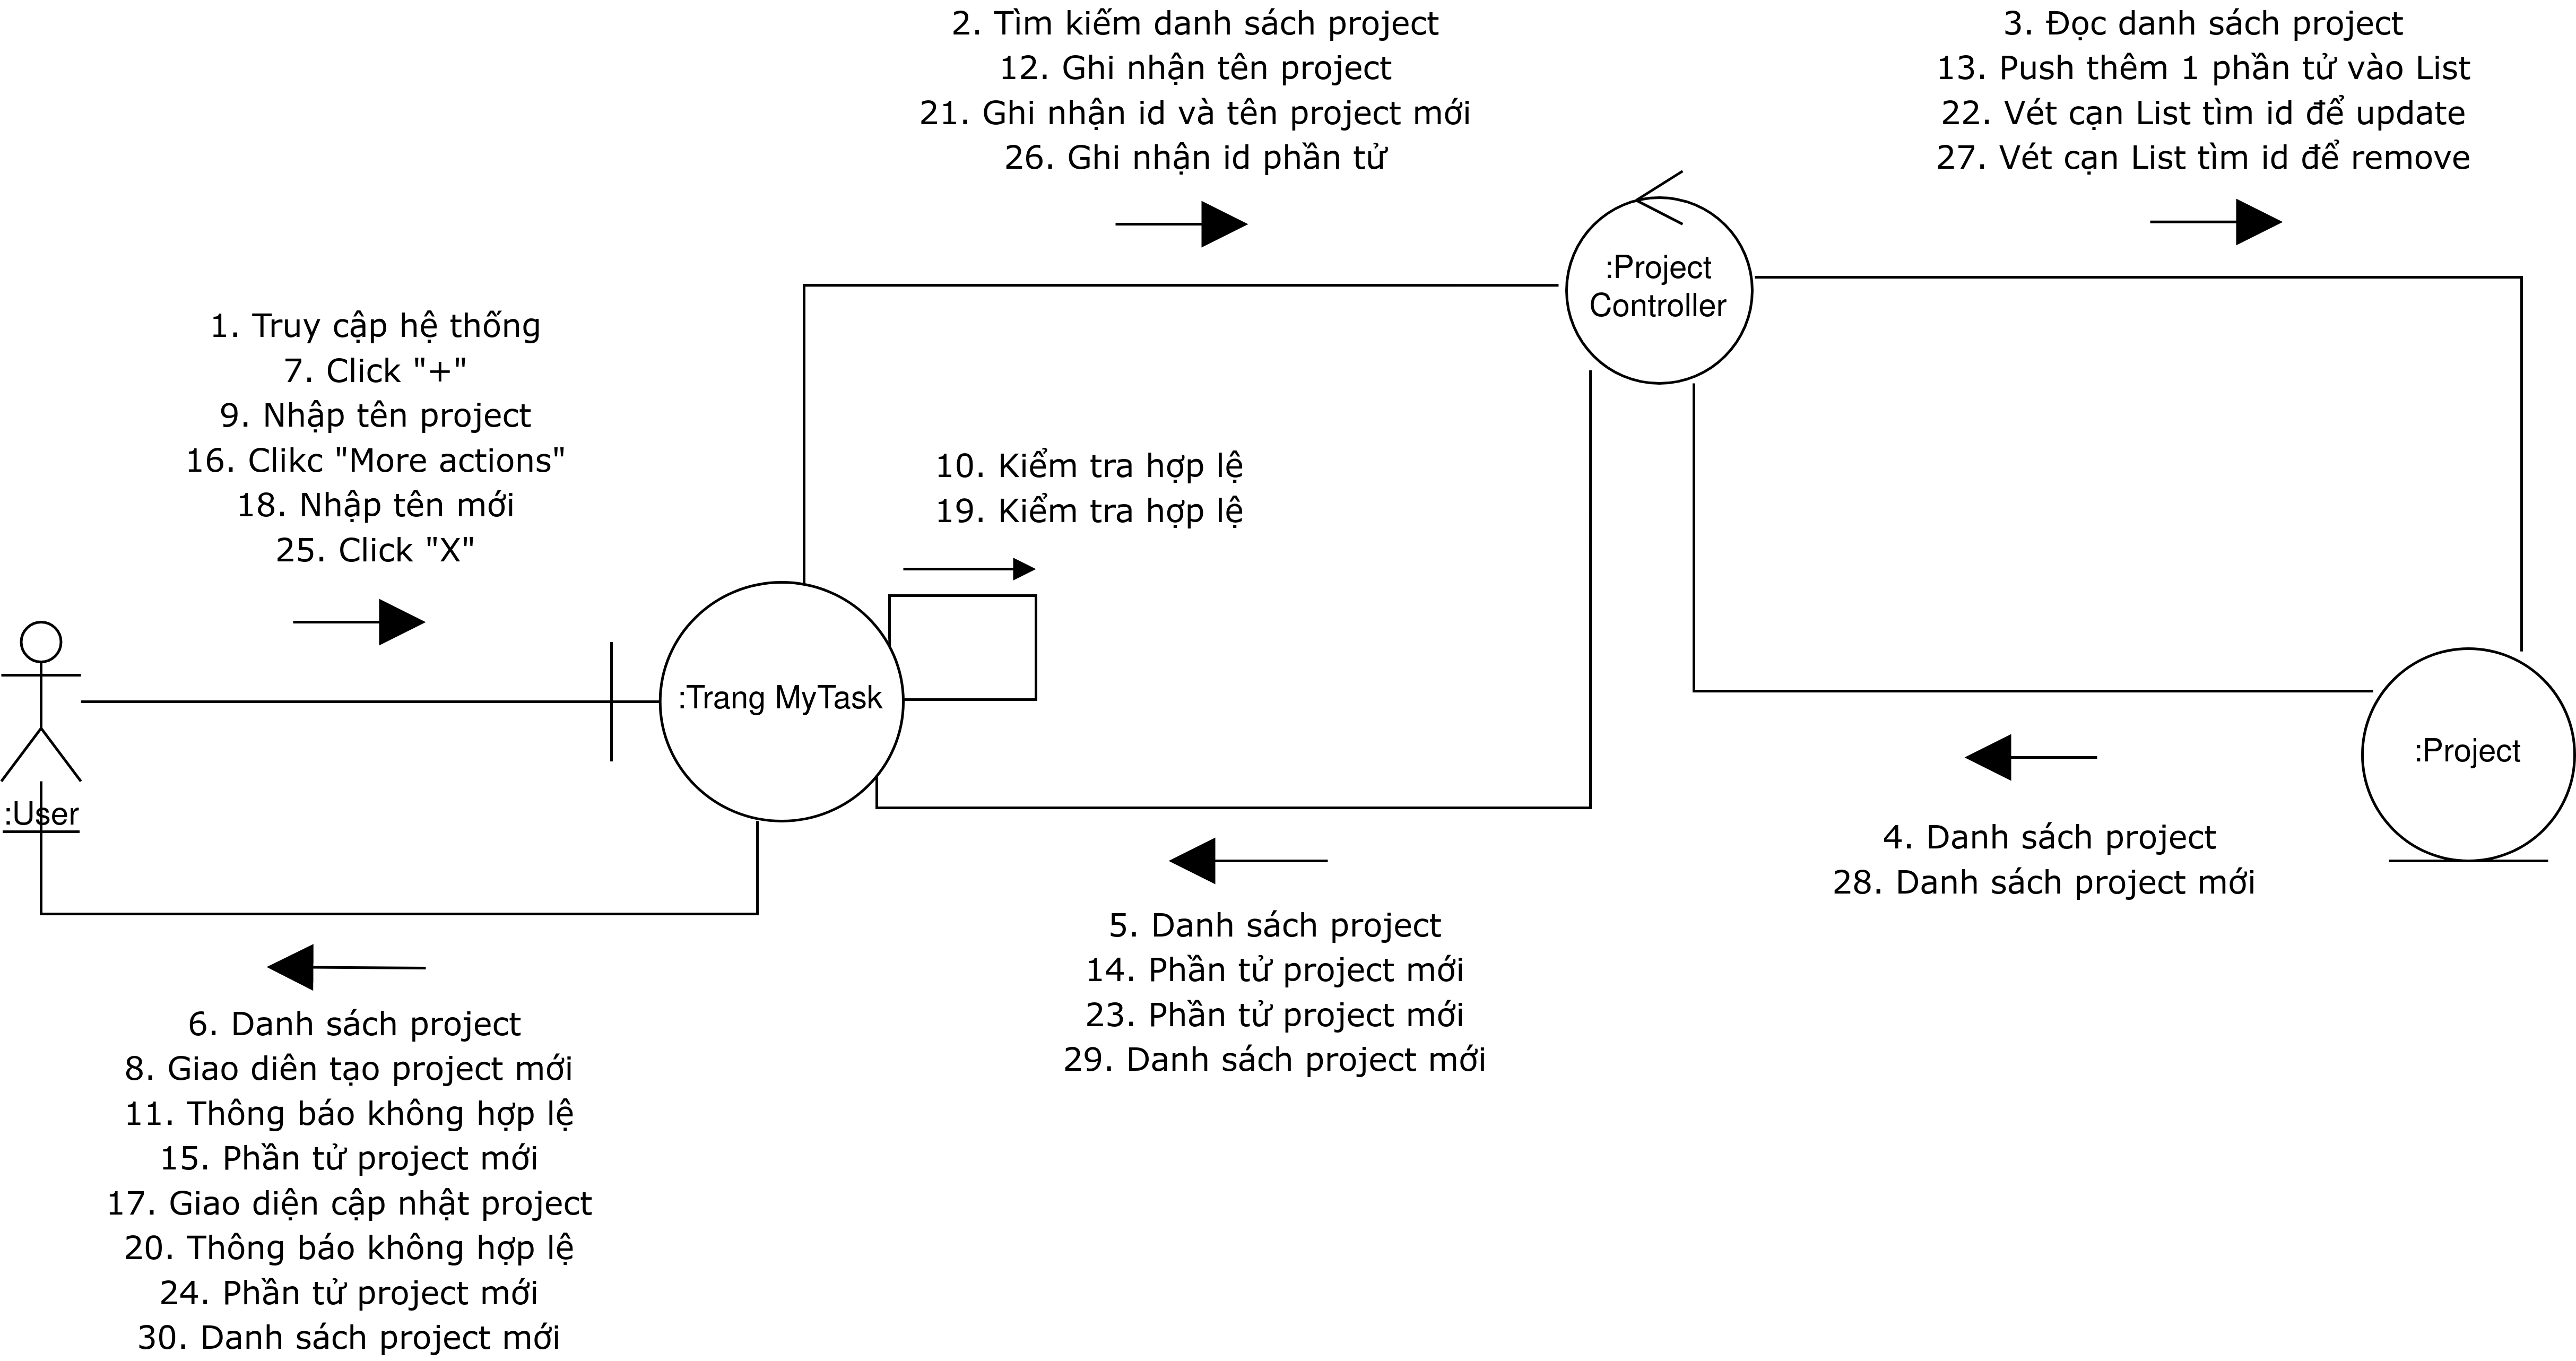 2. Tìm kiếm danh sách project
12. Ghi nhận tên project
21. Ghi nhận id và tên project mới
26. Ghi nhận id phần tử
3. Đọc danh sách project
13. Push thêm 1 phần tử vào List
22. Vét cạn List tìm id để update
27. Vét cạn List tìm id để remove
:Project
Controller
1. Truy cập hệ thống
7. Click "+"
9. Nhập tên project
16. Clikc "More actions"
18. Nhập tên mới
25. Click "X"
10. Kiểm tra hợp lệ
19. Kiểm tra hợp lệ
:Trang MyTask
:Project
:User
4. Danh sách project
28. Danh sách project mới
5. Danh sách project
14. Phần tử project mới
23. Phần tử project mới
29. Danh sách project mới
6. Danh sách project
8. Giao diên tạo project mới
11. Thông báo không hợp lệ
15. Phần tử project mới
17. Giao diện cập nhật project
20. Thông báo không hợp lệ
24. Phần tử project mới
30. Danh sách project mới